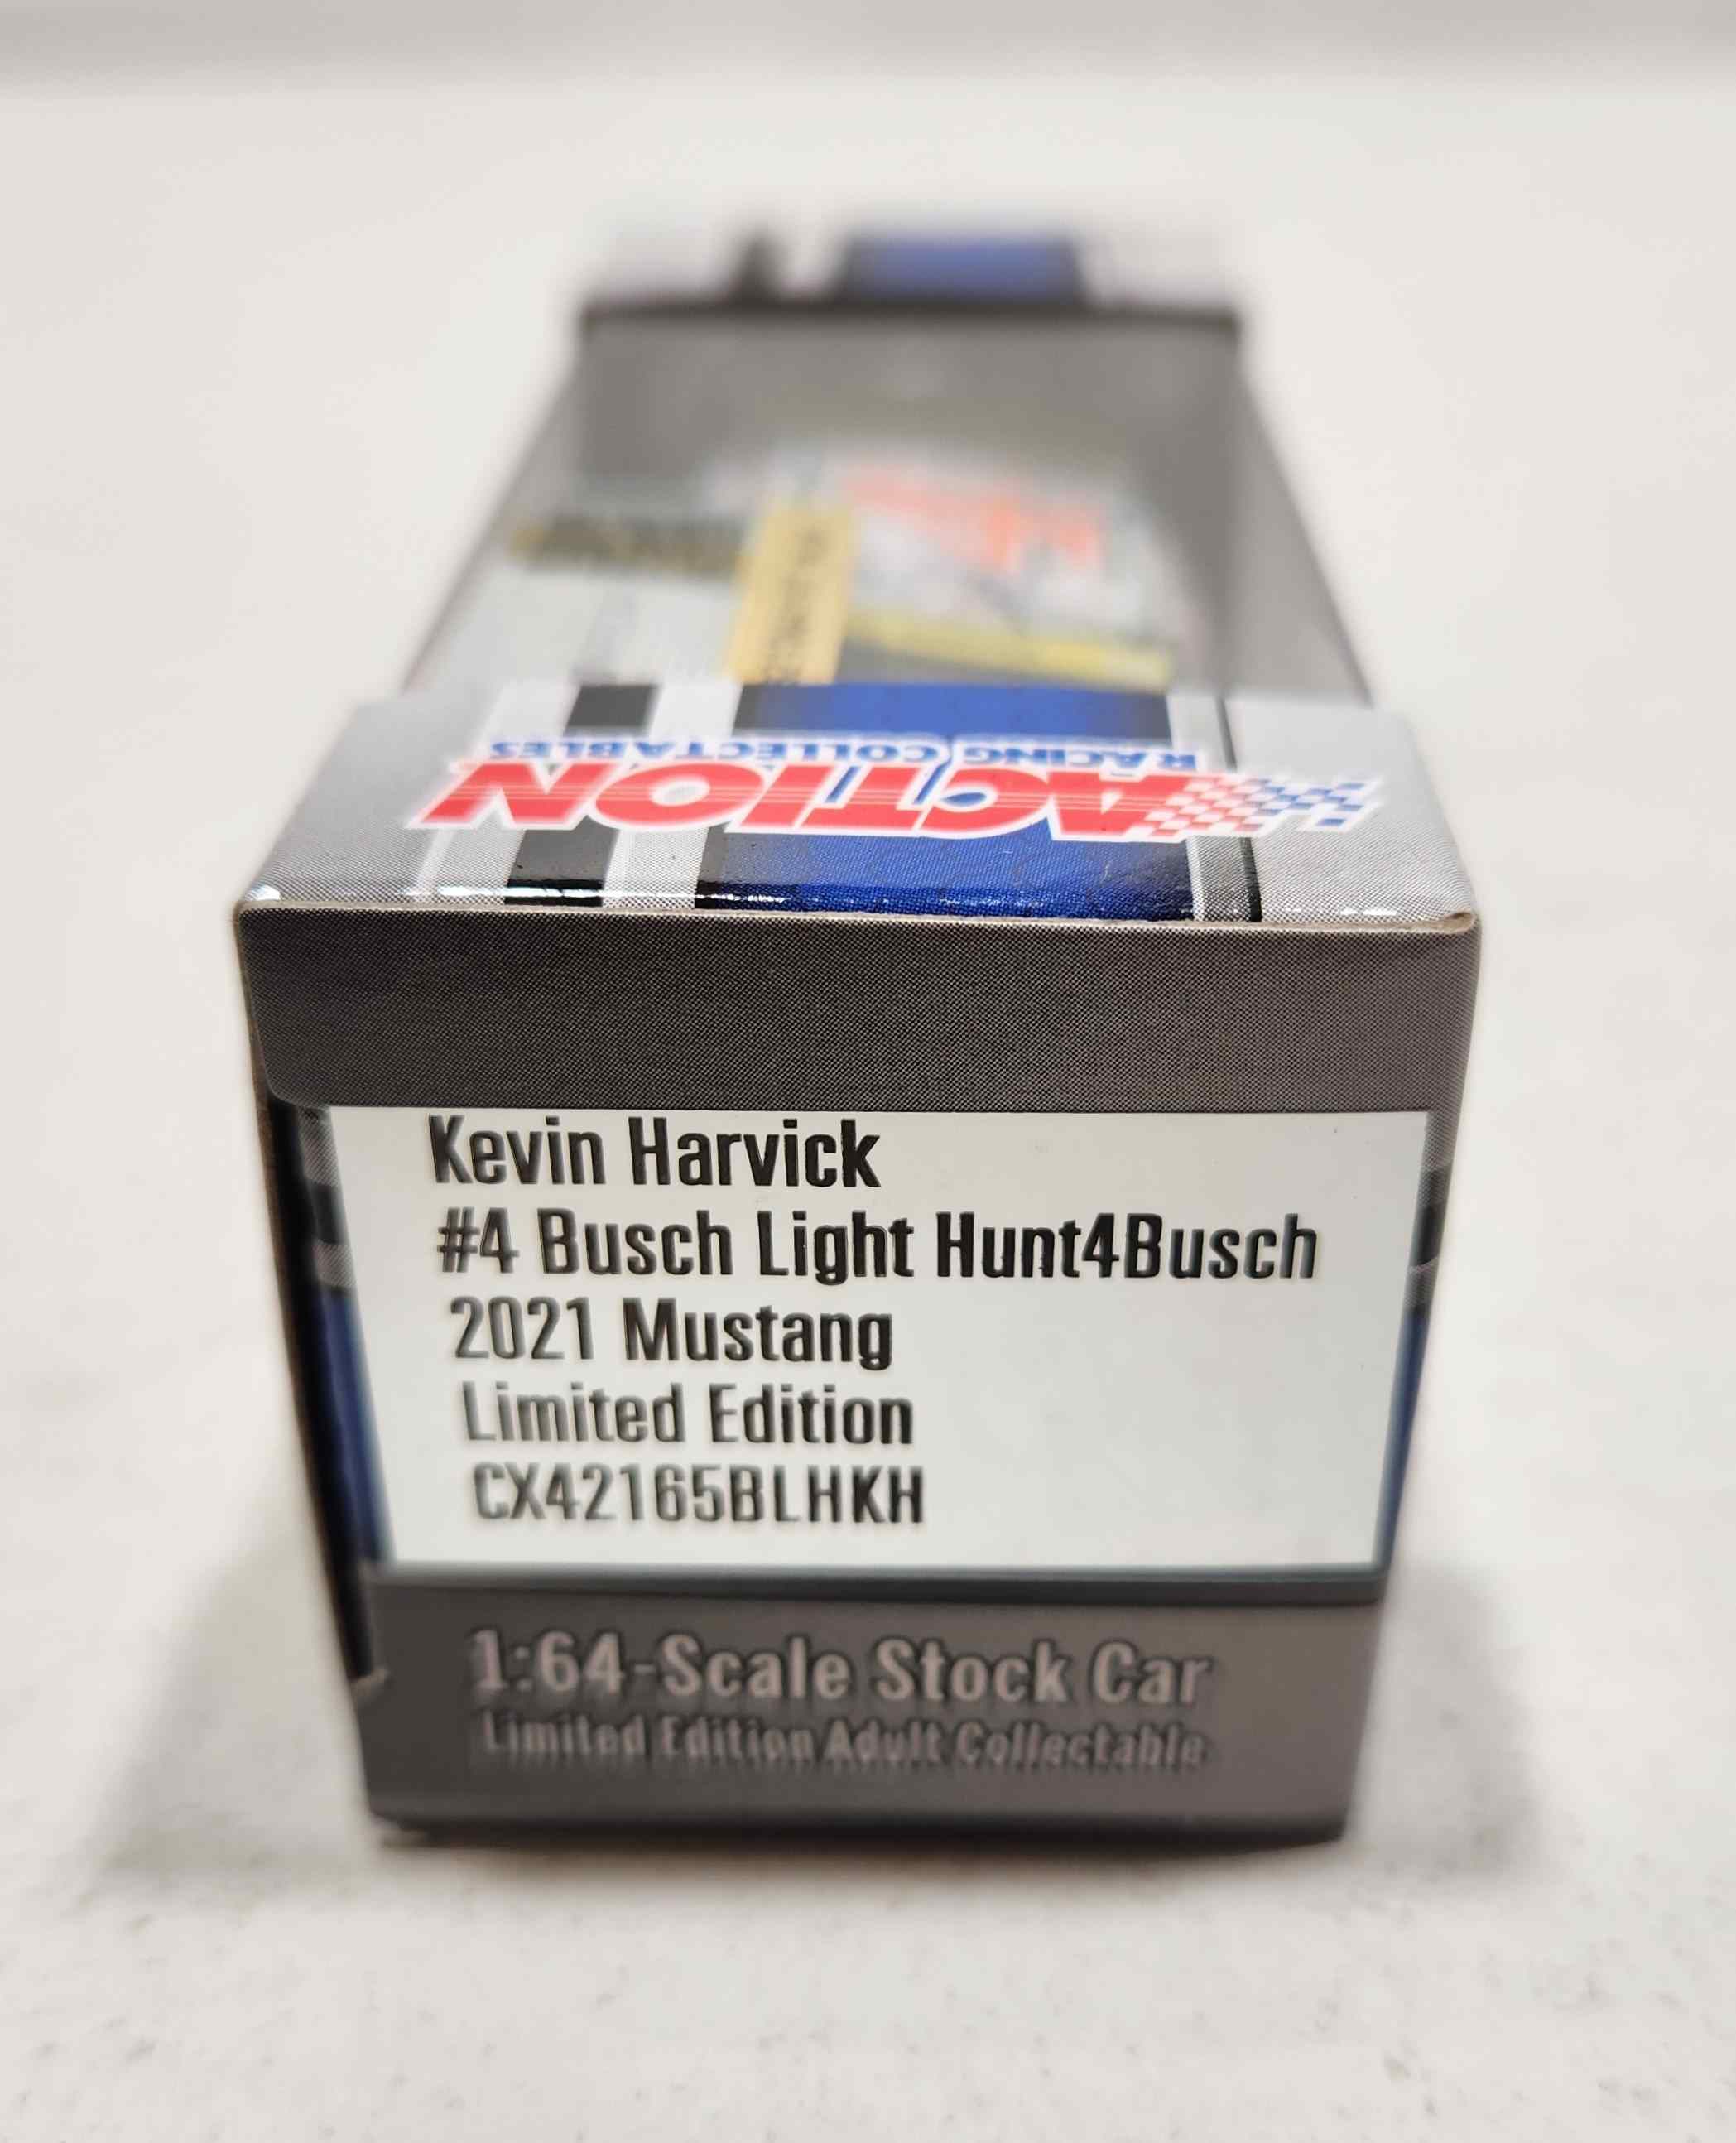 ACTION
RACING COLLECTABLES
Kevin Harvick
#4 Busch Light Hunt4Busch
2021 Mustang
Limited Edition
CX42165BLHKH
1:64-Scale Stock Car
Limited Edition Adult Collectable